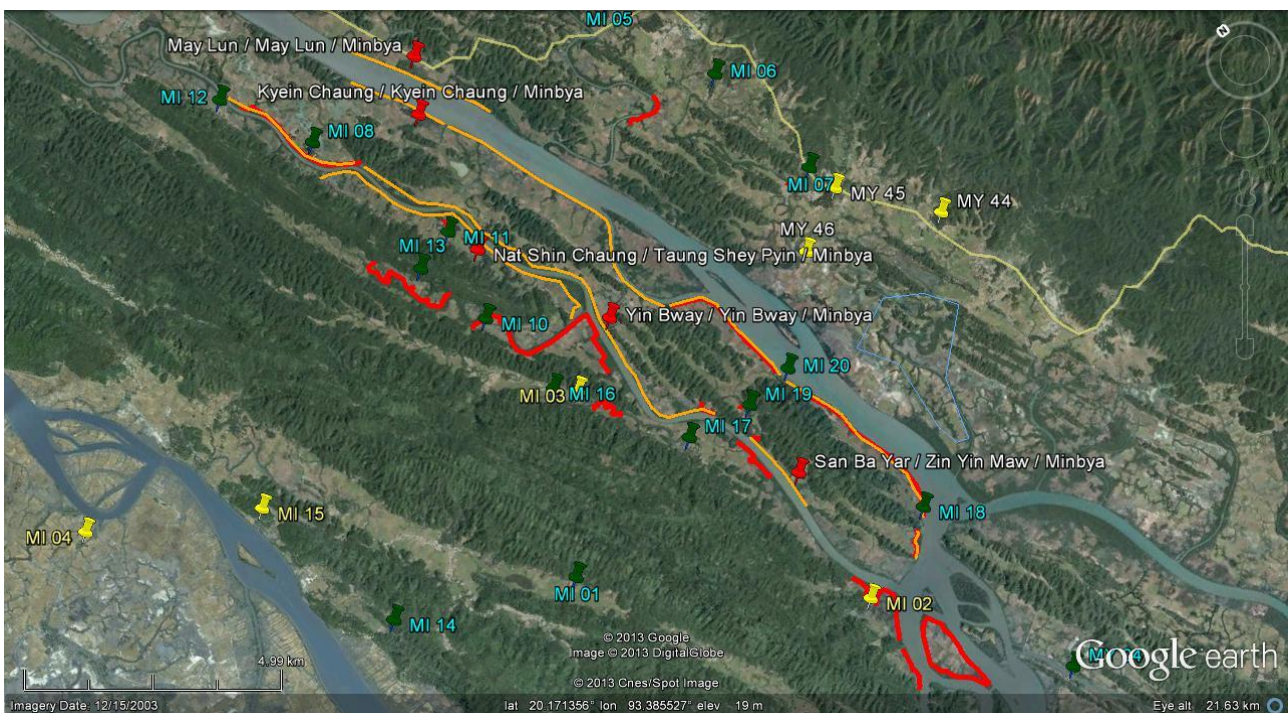 MI 05
May Lun / May Lun / Minbya
MI 06
Kyein Chaung / Kyein Chaung / Minbya
MI 12
MI 08
MI 07
MY 45
MY 44
MY 46
MI 11
MI 13
Nat Shin Chaung / Taung Shey Pyin / Minbya
MI 10
Yin Bway / Yin Bway / Minbya
MI 20
MI 03
MI 16
MI 19
MI 17
San Ba Yar / Zin Yin Maw / Minbya
MI 15
MI 18
MI 04
MI 01
MI 02
MI 14
© 2013 Google
Image © 2013 DigitalGlobe
© 2013 Cnes/Spot Image
Google earth
4.99 km
Imagery Date: 12/15/2003
lat 20.171356° lon 93.385527° elev 19 m
Eye alt 21.63 km